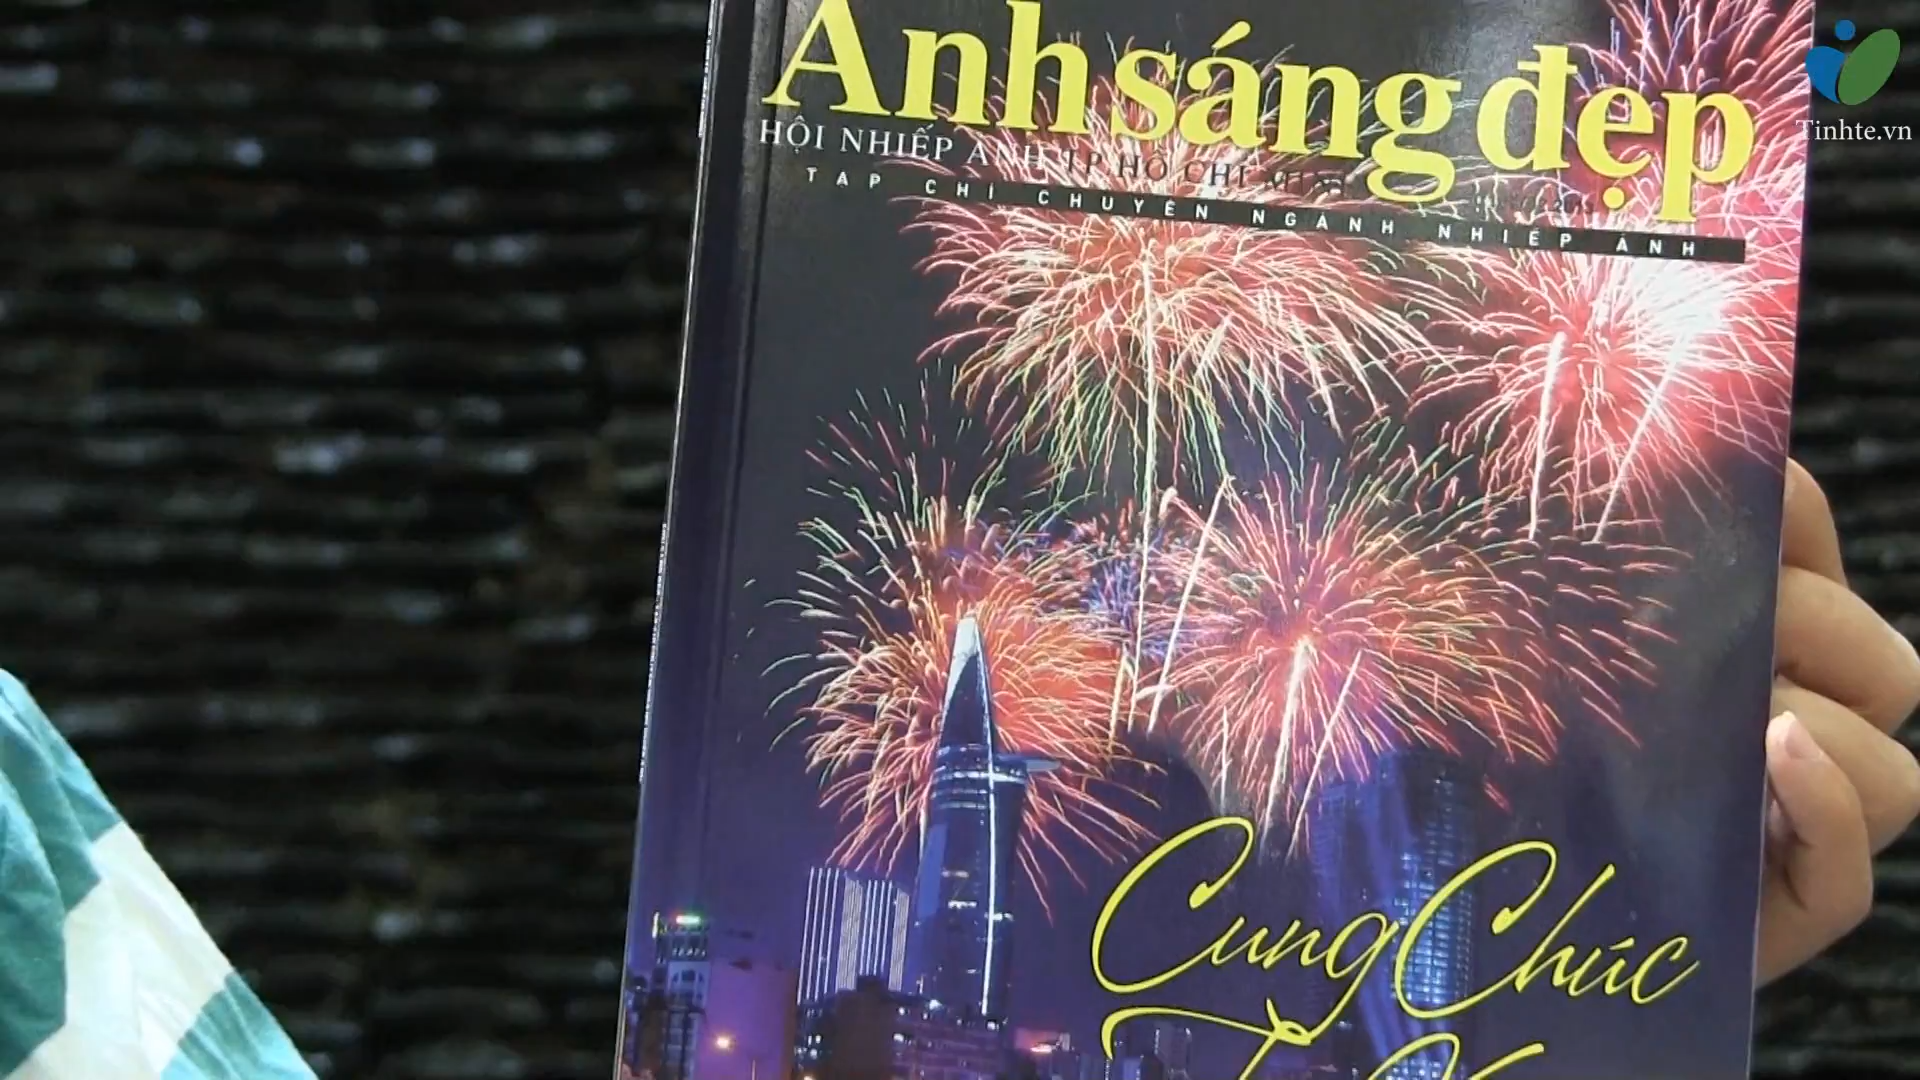 Ánh sáng đẹp
HỘI NHIẾP ẢNH TP HỒ CHÍ MINH
TẠP CHÍ CHUYÊN NGÀNH NHIẾP ẢNH
Tinhte.vn
Cung Chúc